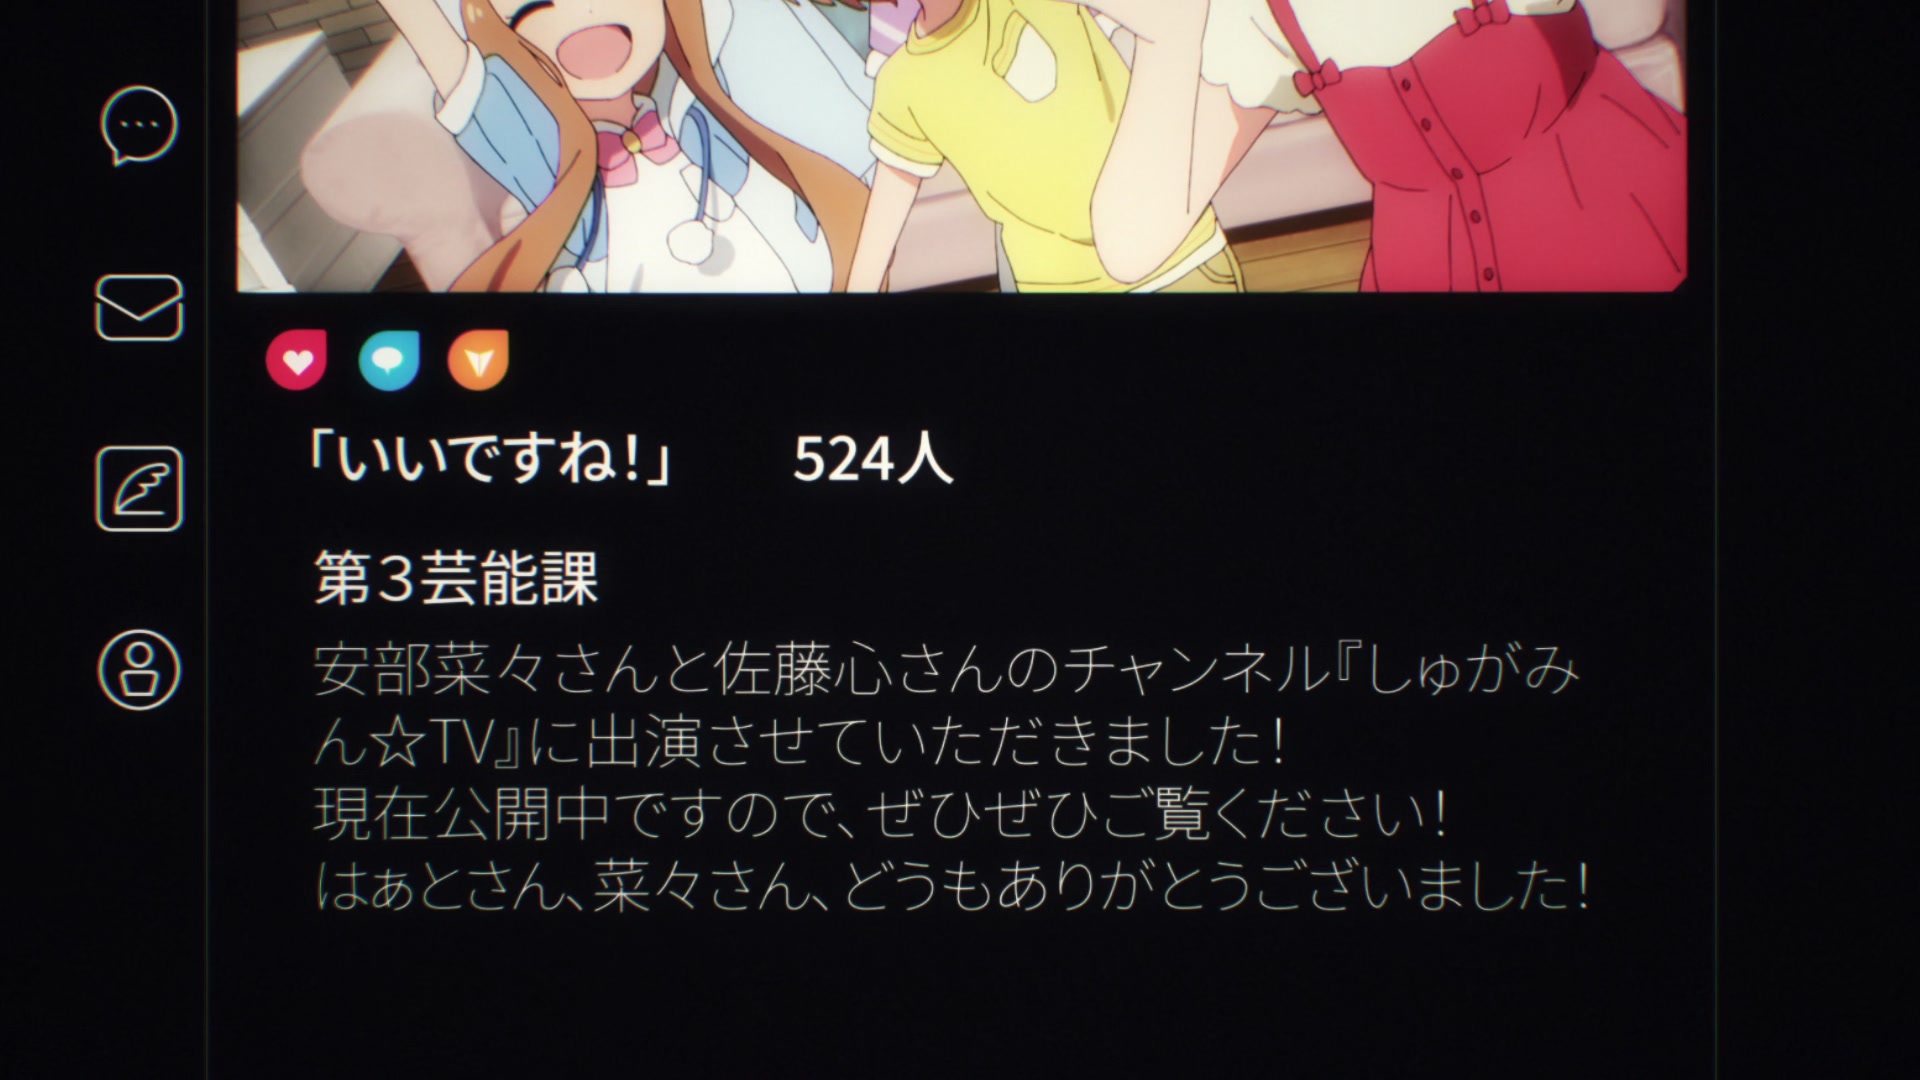 「いいですね！」 524人
第３芸能課
安部菜々さんと佐藤心さんのチャンネル『しゅがみ
ん☆TV』に出演させていただきました！
現在公開中ですので、ぜひぜひご覧ください！
はぁとさん、菜々さん、どうもありがとうございました！